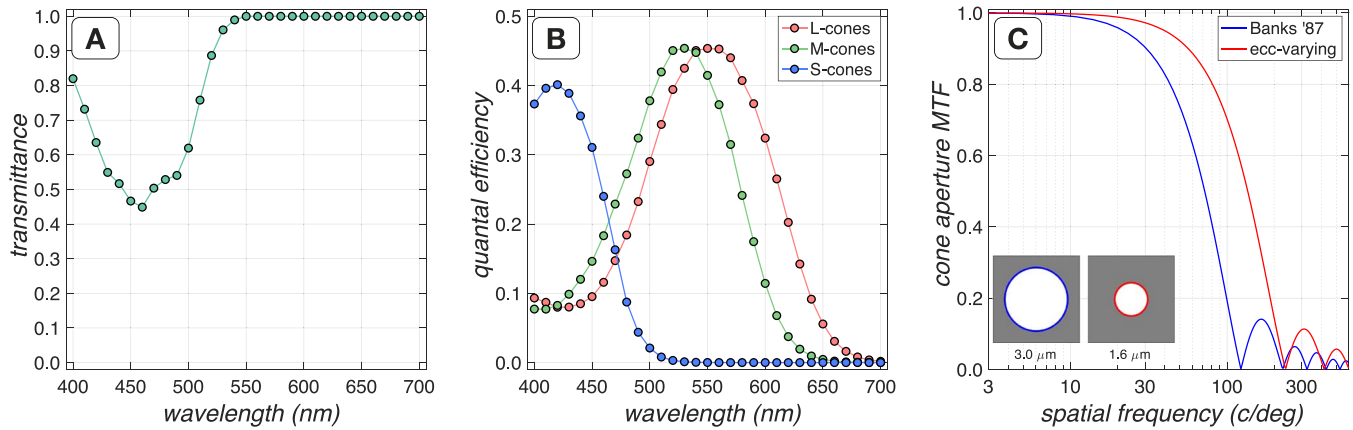 A
transmittance
1.0
0.9
0.8
0.7
0.6
0.5
0.4
0.3
0.2
0.1
0.0
400 450 500 550 600 650 700
wavelength (nm)
B
L-cones
M-cones
S-cones
quantal efficiency
0.5
0.4
0.3
0.2
0.1
0.0
400 450 500 550 600 650 700
wavelength (nm)
C
Banks '87
ecc-varying
cone aperture MTF
1.0
0.8
0.6
0.4
0.2
0.0
3.0 μm 1.6 μm
3 10 30 100 300
spatial frequency (c/deg)